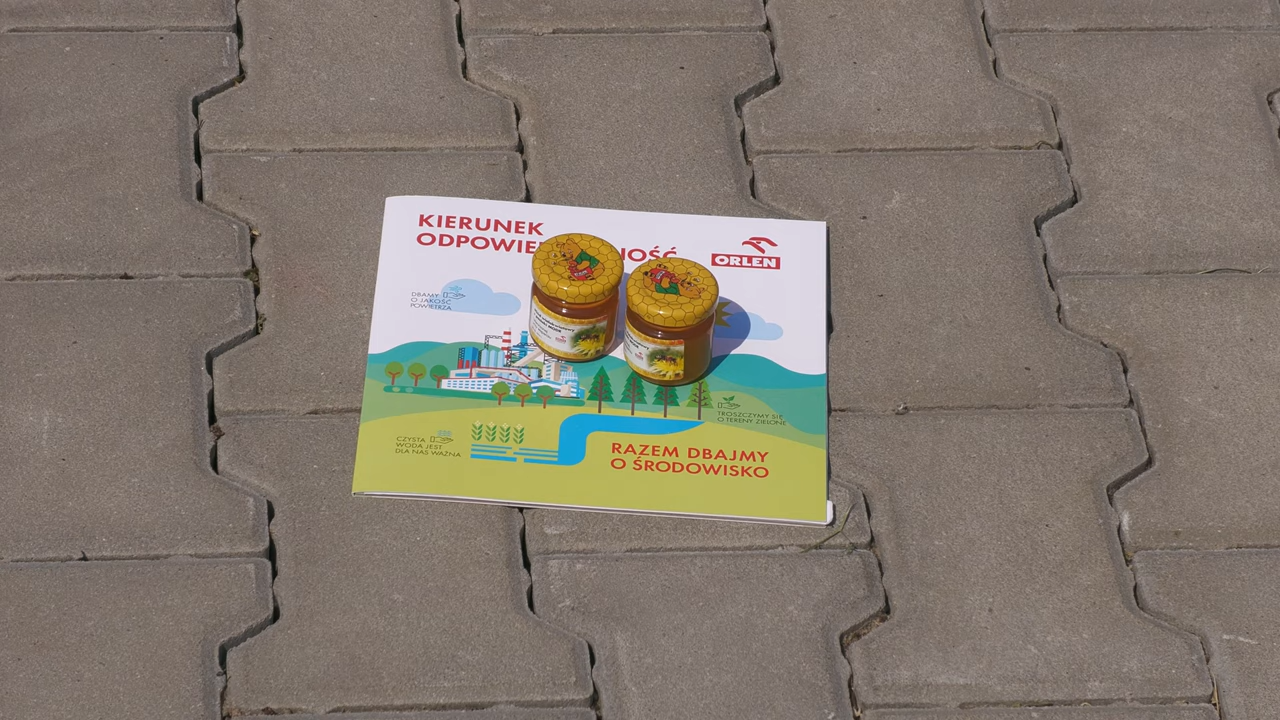 KIERUNEK
ODPOWIE NOŚĆ
ORLEN
DBAMY
O JAKOŚĆ
POWIETRZA
TROSZCZYMY SIĘ
O TERENY ZIELONE
CZYSTA
WODA JEST
DLA NAS WAŻNA
RAZEM DBAJMY
O ŚRODOWISKO